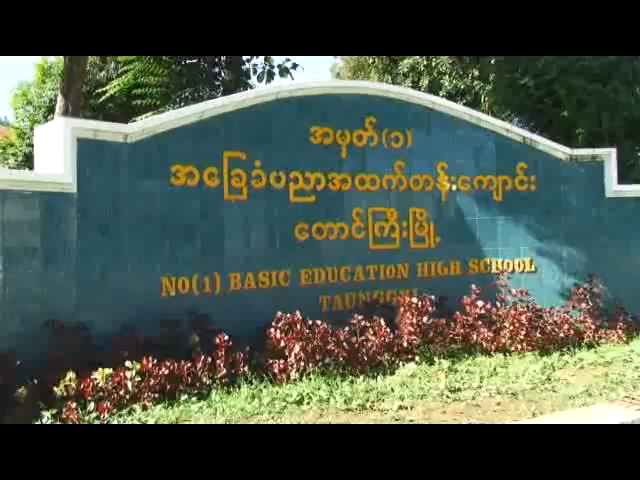 အမှတ်(၁)
အခြေခံပညာအထက်တန်းကျောင်း
တောင်ကြီးမြို့
NO(1) BASIC EDUCATION HIGH SCHOOL
TAUNGGYI